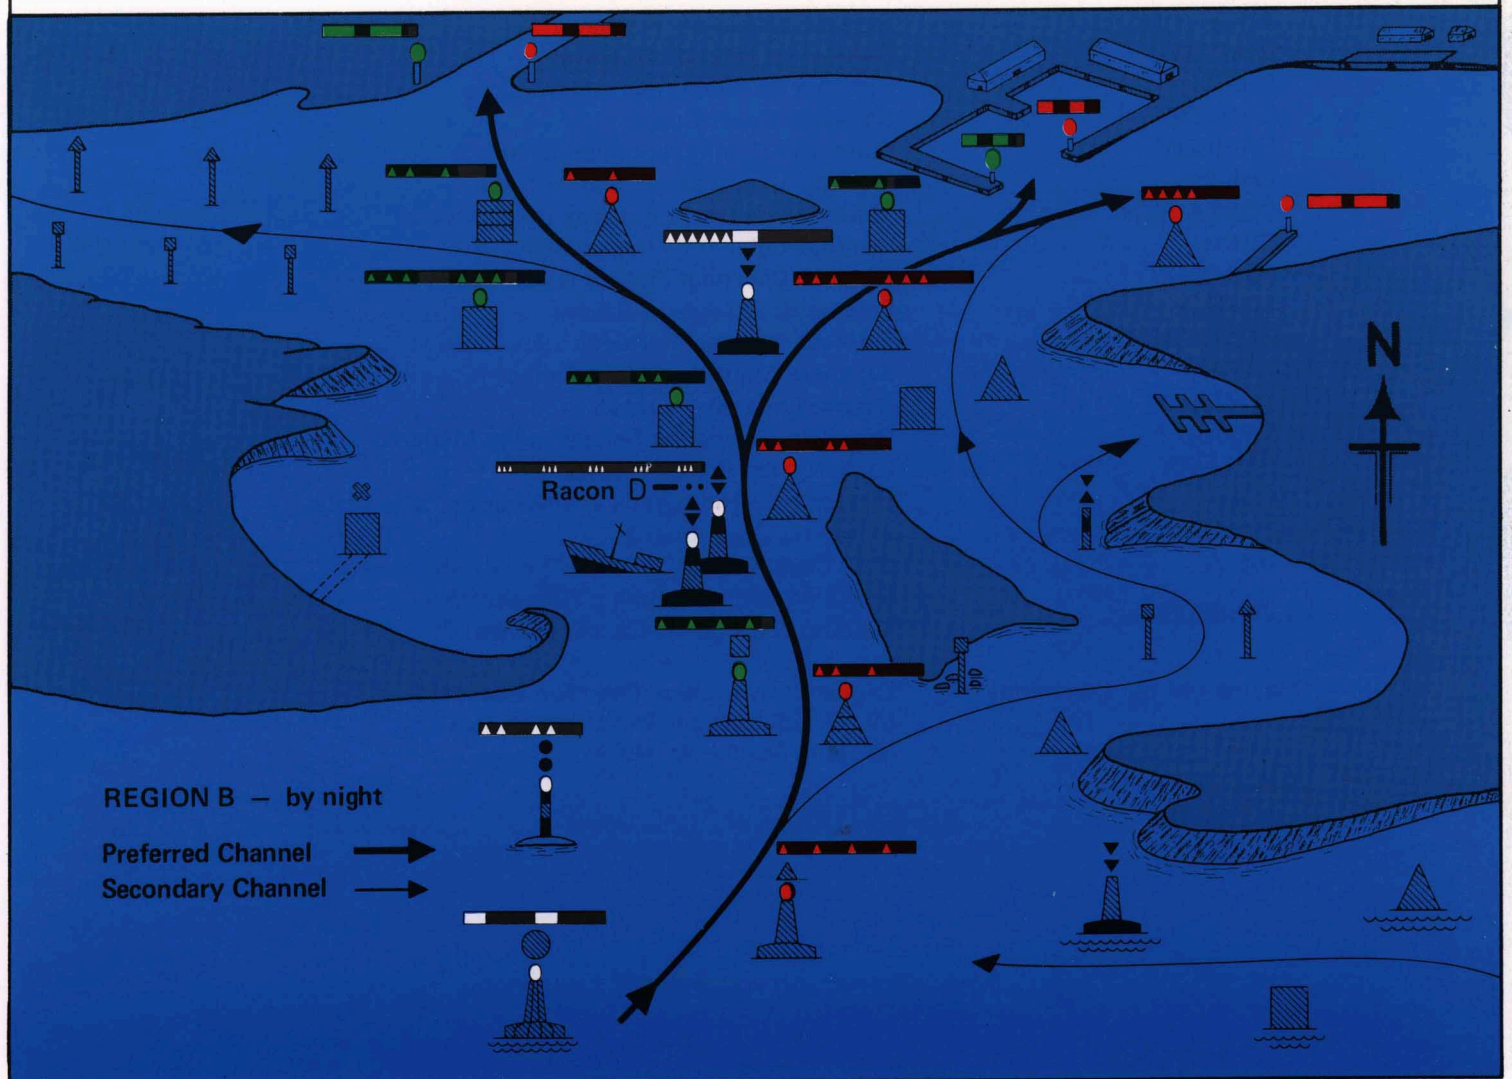 N
Racon D
REGION B — by night
Preferred Channel
Secondary Channel